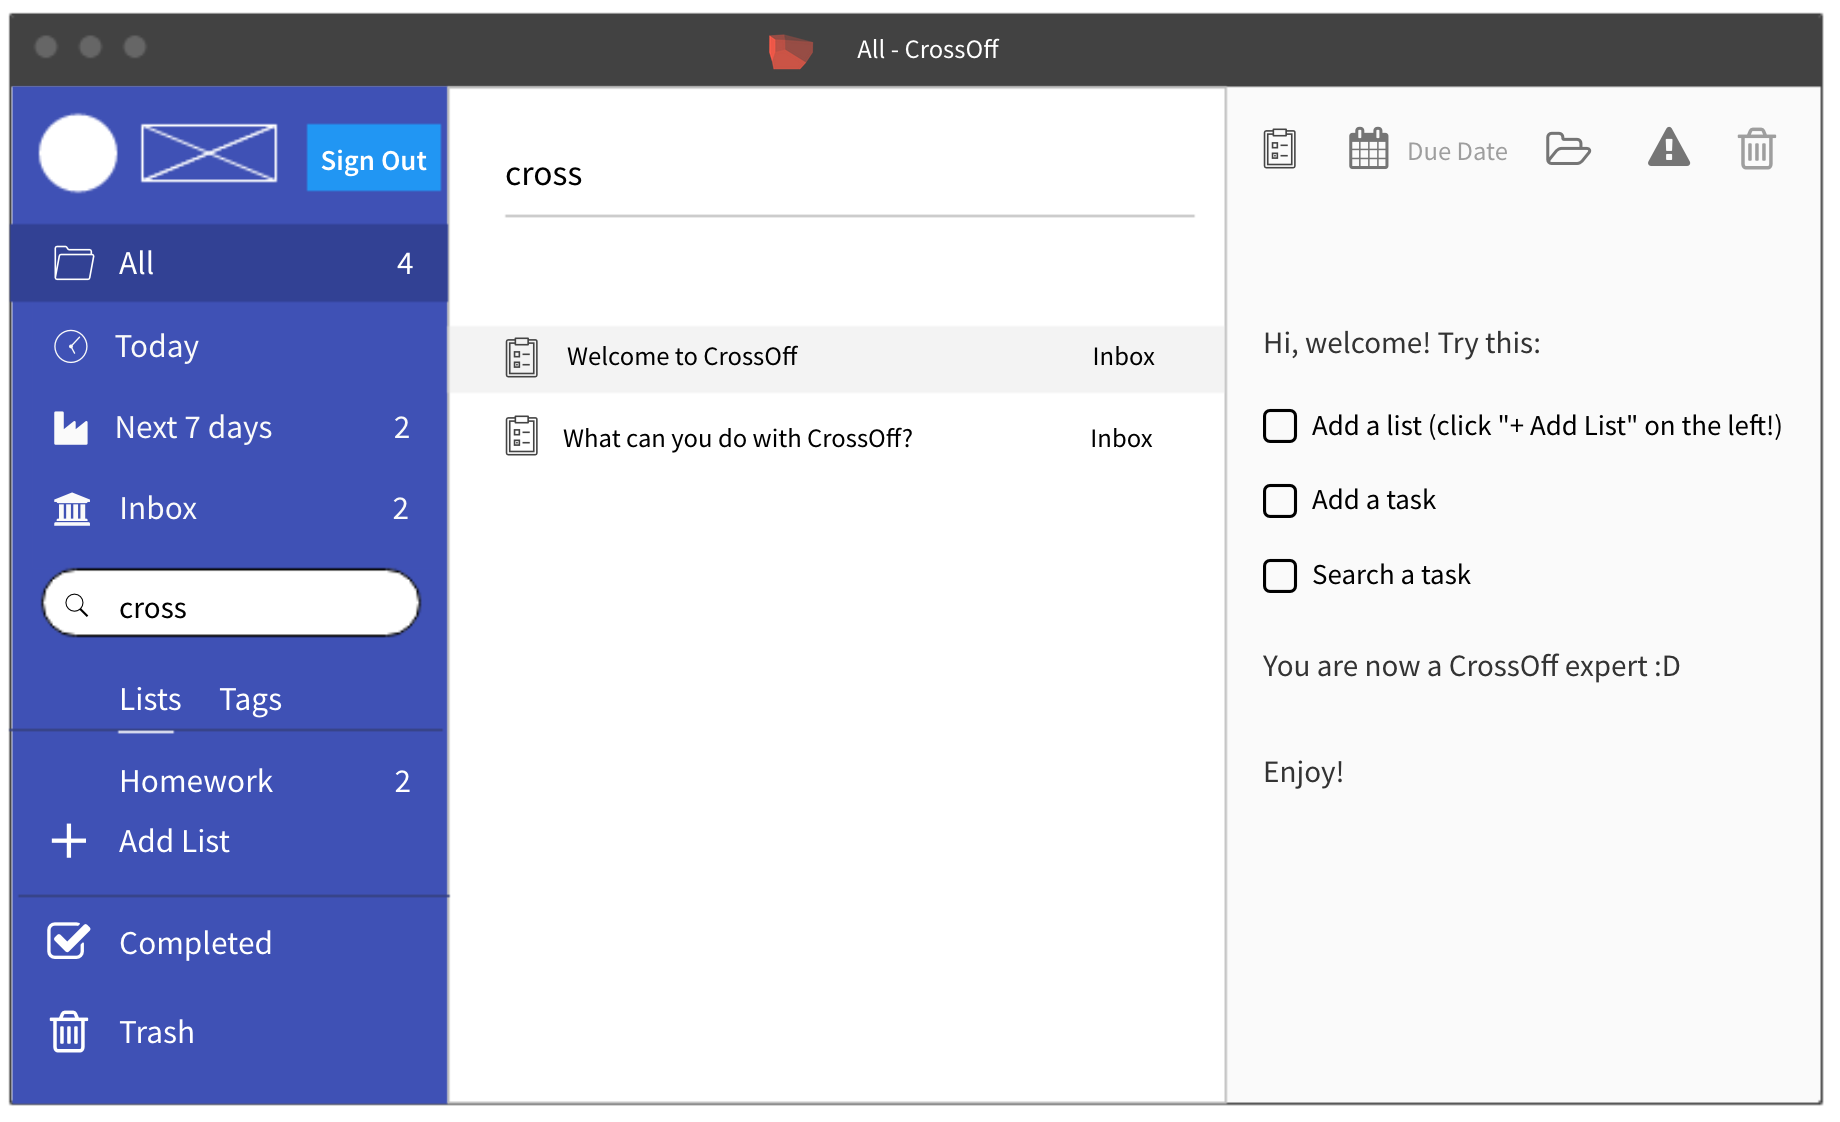 All - CrossOff
Sign Out
All 4
Today
Next 7 days 2
Inbox 2
cross
Lists Tags
Homework 2
Add List
Completed
Trash
cross
Welcome to CrossOff Inbox
What can you do with CrossOff? Inbox
Due Date
Hi, welcome! Try this:
Add a list (click "+ Add List" on the left!)
Add a task
Search a task
You are now a CrossOff expert :D
Enjoy!